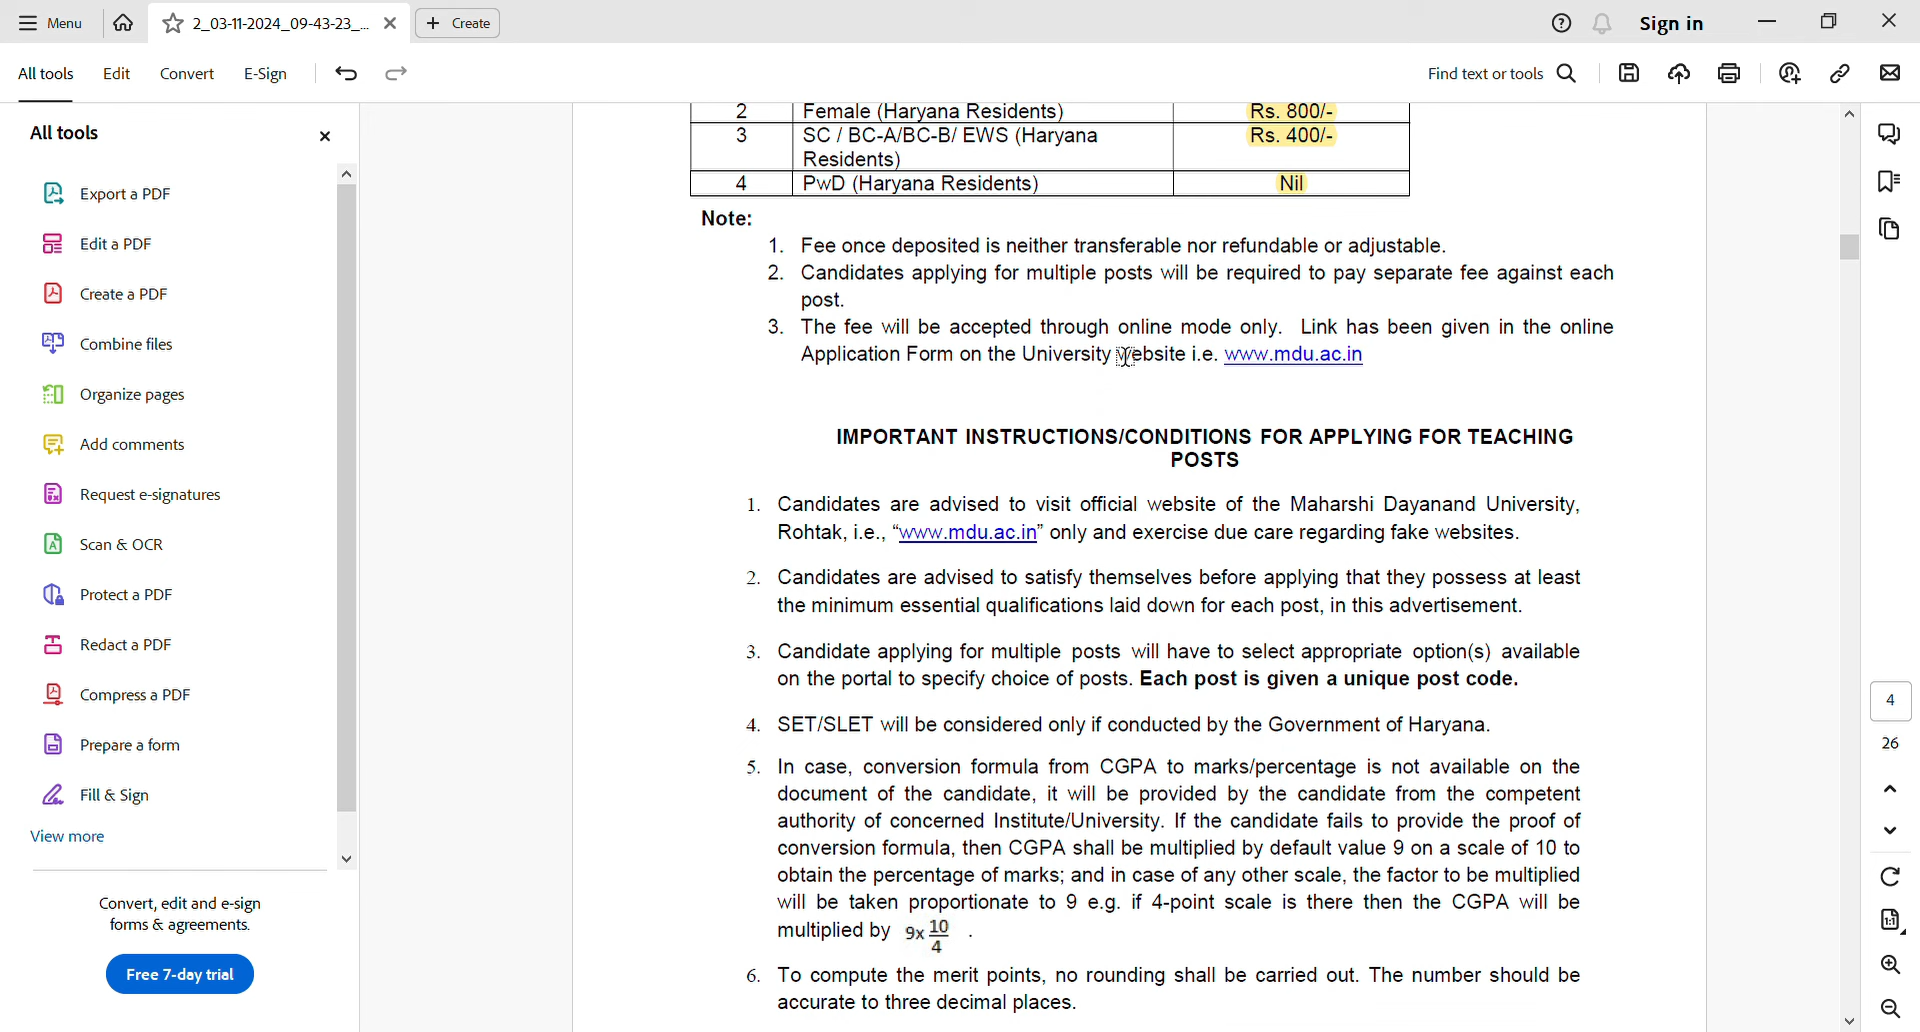 Menu
2_03-11-2024_09-43-23_...
Create
Sign in
All tools
Edit
Convert
E-Sign
Find text or tools
All tools
Export a PDF
Edit a PDF
Create a PDF
Combine files
Organize pages
Add comments
Request e-signatures
Scan & OCR
Protect a PDF
Redact a PDF
Compress a PDF
Prepare a form
Fill & Sign
View more
Convert, edit and e-sign
forms & agreements.
Free 7-day trial
2 Female (Haryana Residents) Rs. 800/-
3 SC / BC-A/BC-B/ EWS (Haryana Rs. 400/-
Residents)
4 PwD (Haryana Residents) Nil
Note:
1. Fee once deposited is neither transferable nor refundable or adjustable.
2. Candidates applying for multiple posts will be required to pay separate fee against each
post.
3. The fee will be accepted through online mode only. Link has been given in the online
Application Form on the University website i.e. www.mdu.ac.in
IMPORTANT INSTRUCTIONS/CONDITIONS FOR APPLYING FOR TEACHING
POSTS
1. Candidates are advised to visit official website of the Maharshi Dayanand University,
Rohtak, i.e., “www.mdu.ac.in” only and exercise due care regarding fake websites.
2. Candidates are advised to satisfy themselves before applying that they possess at least
the minimum essential qualifications laid down for each post, in this advertisement.
3. Candidate applying for multiple posts will have to select appropriate option(s) available
on the portal to specify choice of posts. Each post is given a unique post code.
4. SET/SLET will be considered only if conducted by the Government of Haryana.
5. In case, conversion formula from CGPA to marks/percentage is not available on the
document of the candidate, it will be provided by the candidate from the competent
authority of concerned Institute/University. If the candidate fails to provide the proof of
conversion formula, then CGPA shall be multiplied by default value 9 on a scale of 10 to
obtain the percentage of marks; and in case of any other scale, the factor to be multiplied
will be taken proportionate to 9 e.g. if 4-point scale is there then the CGPA will be
multiplied by 9x 10/4 .
6. To compute the merit points, no rounding shall be carried out. The number should be
accurate to three decimal places.
4
26